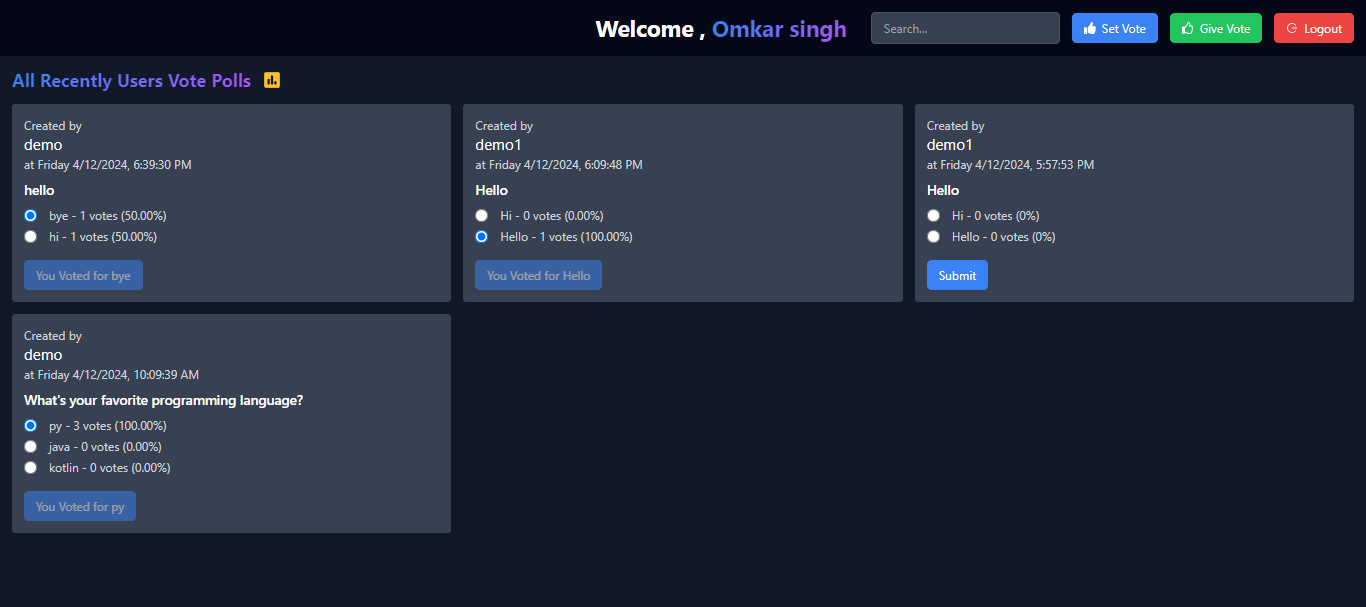 Welcome , Omkar singh
Search...
Set Vote
Give Vote
Logout
All Recently Users Vote Polls
Created by
demo
at Friday 4/12/2024, 6:39:30 PM
hello
bye - 1 votes (50.00%)
hi - 1 votes (50.00%)
You Voted for bye
Created by
demo1
at Friday 4/12/2024, 6:09:48 PM
Hello
Hi - 0 votes (0.00%)
Hello - 1 votes (100.00%)
You Voted for Hello
Created by
demo1
at Friday 4/12/2024, 5:57:53 PM
Hello
Hi - 0 votes (0%)
Hello - 0 votes (0%)
Submit
Created by
demo
at Friday 4/12/2024, 10:09:39 AM
What's your favorite programming language?
py - 3 votes (100.00%)
java - 0 votes (0.00%)
kotlin - 0 votes (0.00%)
You Voted for py